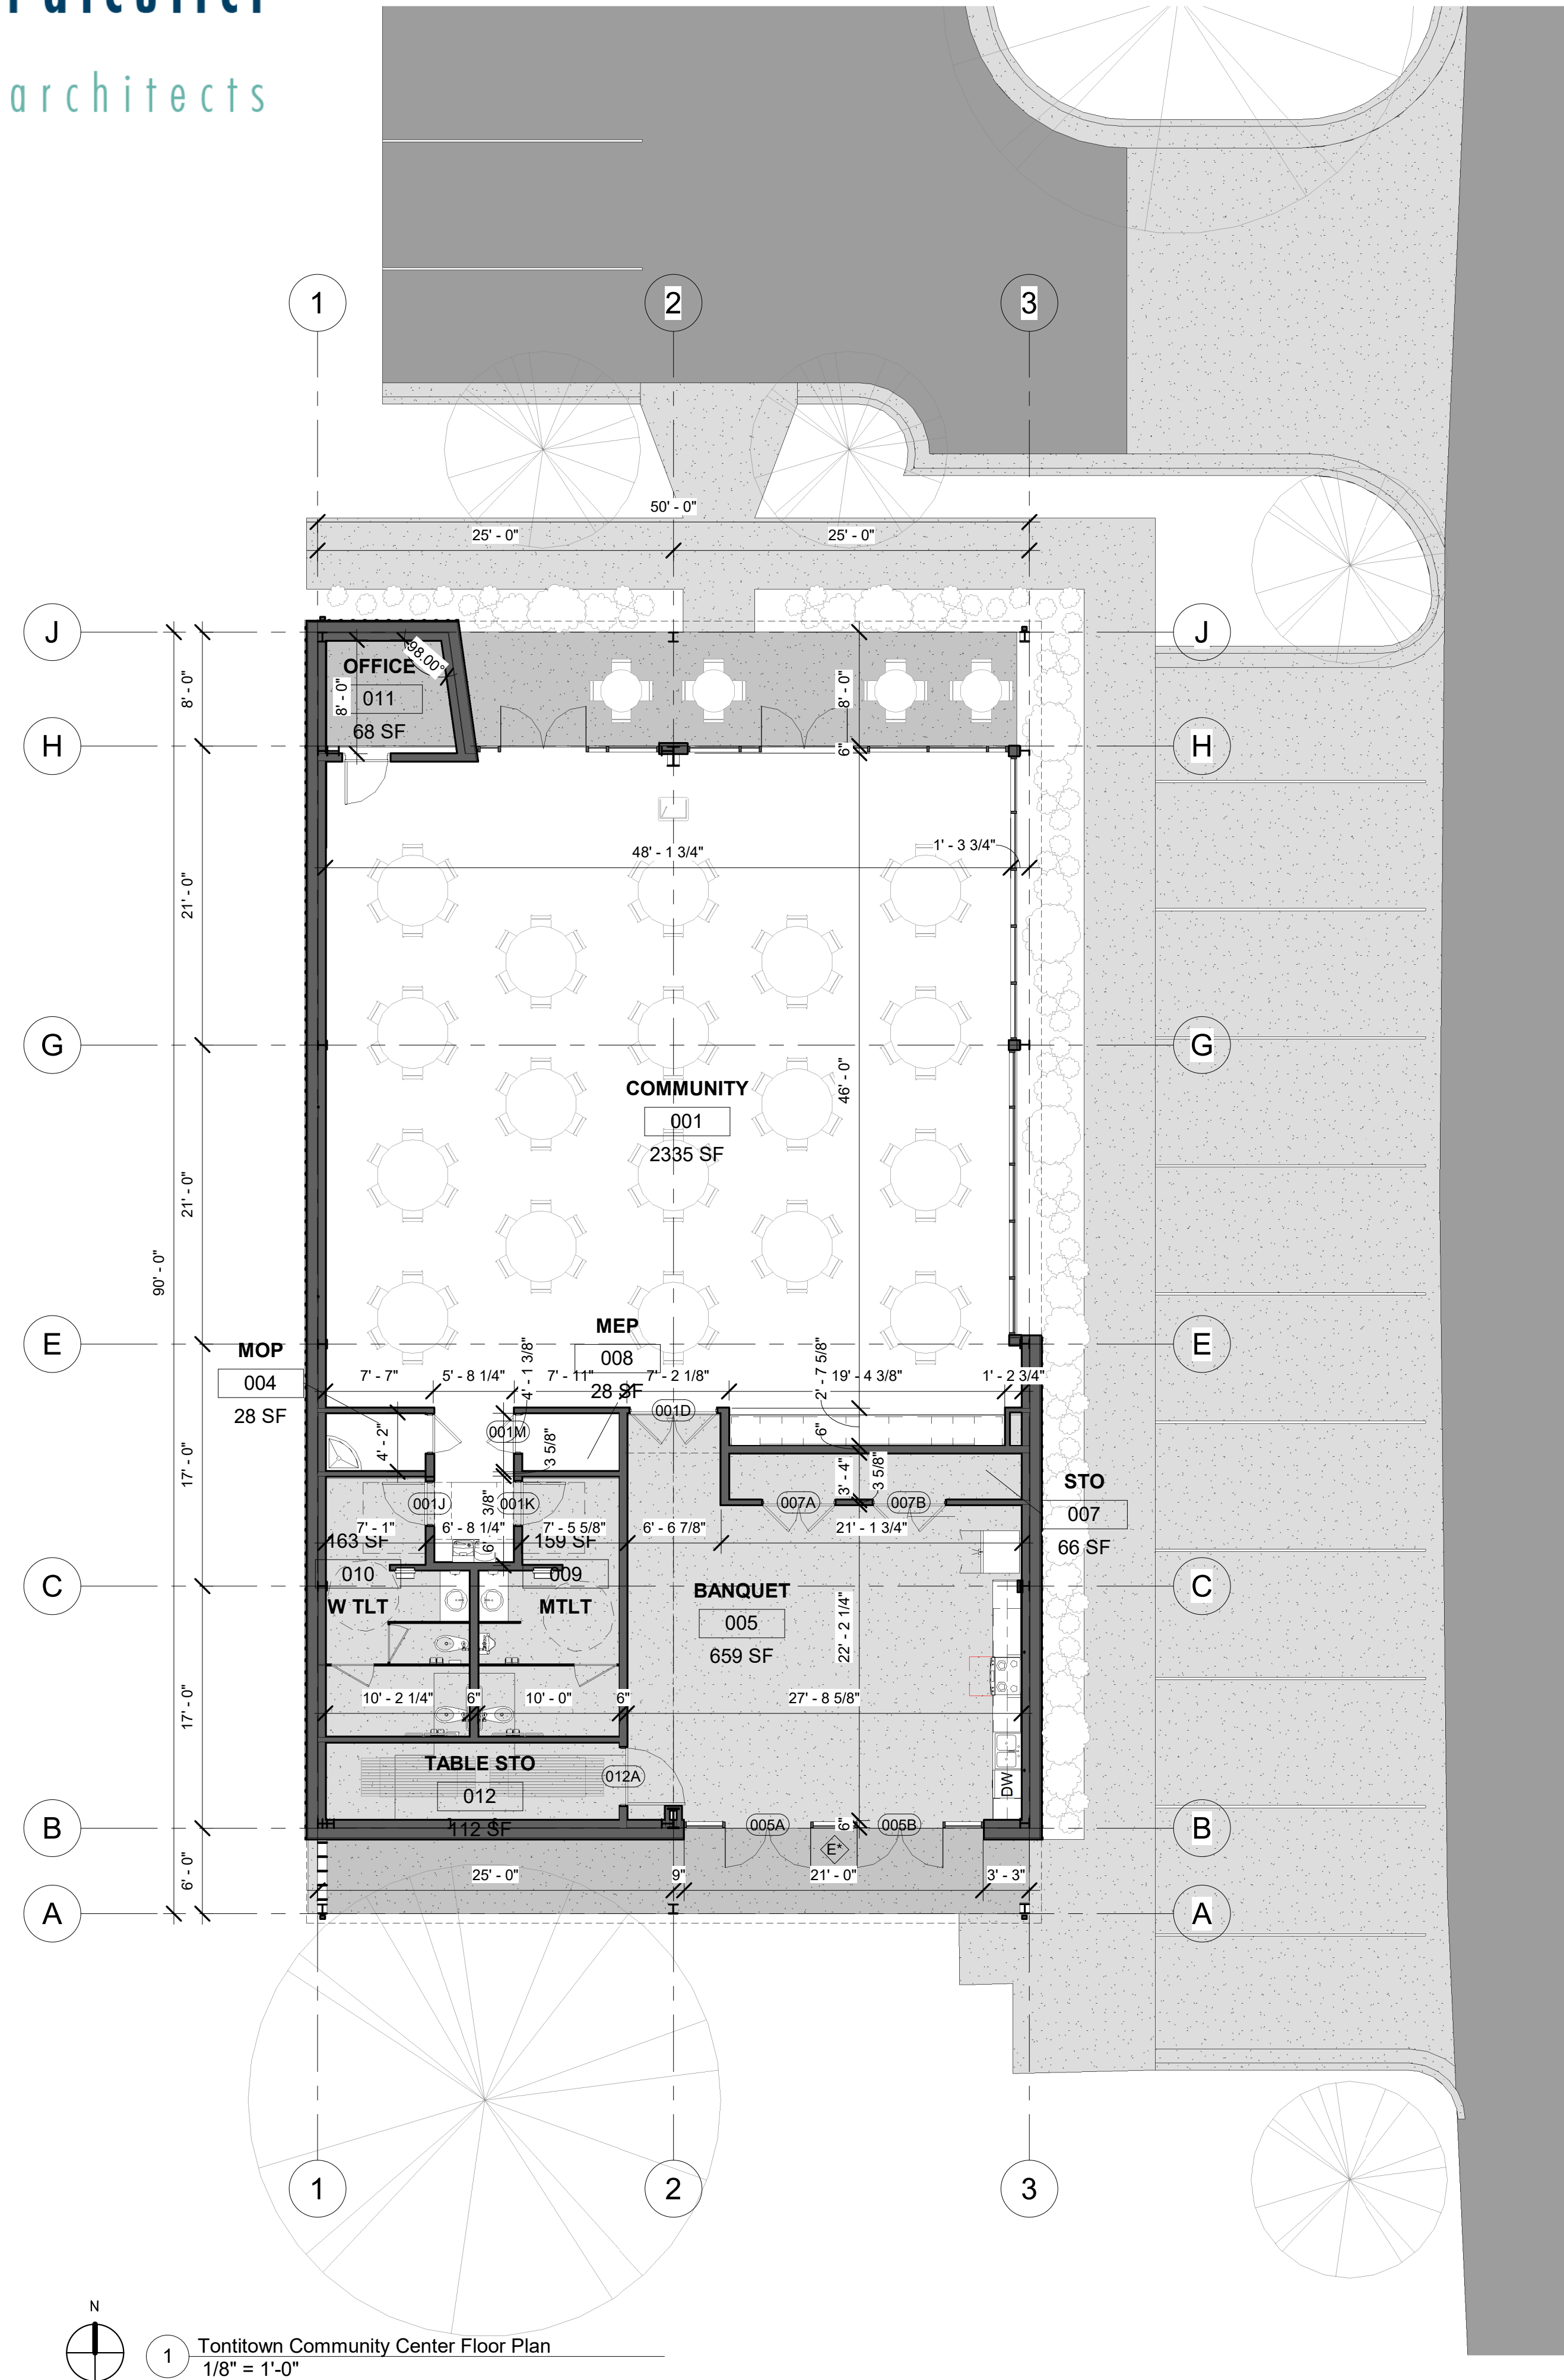 architects
1
2
3
50' - 0"
25' - 0"
25' - 0"
J
J
8' - 0"
OFFICE
98.00°
011
8' - 0"
68 SF
8' - 0"
H
H
6"
48' - 1 3/4"
1' - 3 3/4"
21' - 0"
G
G
46' - 0"
COMMUNITY
001
2335 SF
21' - 0"
90' - 0"
MEP
008
28 SF
E
E
MOP
004
28 SF
7' - 7"
5' - 8 1/4"
4' - 1 3/8"
7' - 11"
7' - 2 1/8"
2' - 7 5/8"
19' - 4 3/8"
1' - 2 3/4"
001D
001M
4' - 2"
3 5/8"
6"
17' - 0"
3' - 4"
3 5/8"
STO
007
66 SF
001J
3/8"
001K
007A
007B
7' - 1"
6' - 8 1/4"
6'
7' - 5 5/8"
6' - 6 7/8"
21' - 1 3/4"
163 SF
159 SF
010
009
C
C
W TLT
MTLT
BANQUET
005
659 SF
22' - 2 1/4"
17' - 0"
10' - 2 1/4"
6"
10' - 0"
6"
27' - 8 5/8"
TABLE STO
012
112 SF
012A
DW
B
B
005A
6"
005B
E*
6' - 0"
25' - 0"
9"
21' - 0"
3' - 3"
A
A
1
2
3
N
1
Tontitown Community Center Floor Plan
1/8" = 1'-0"